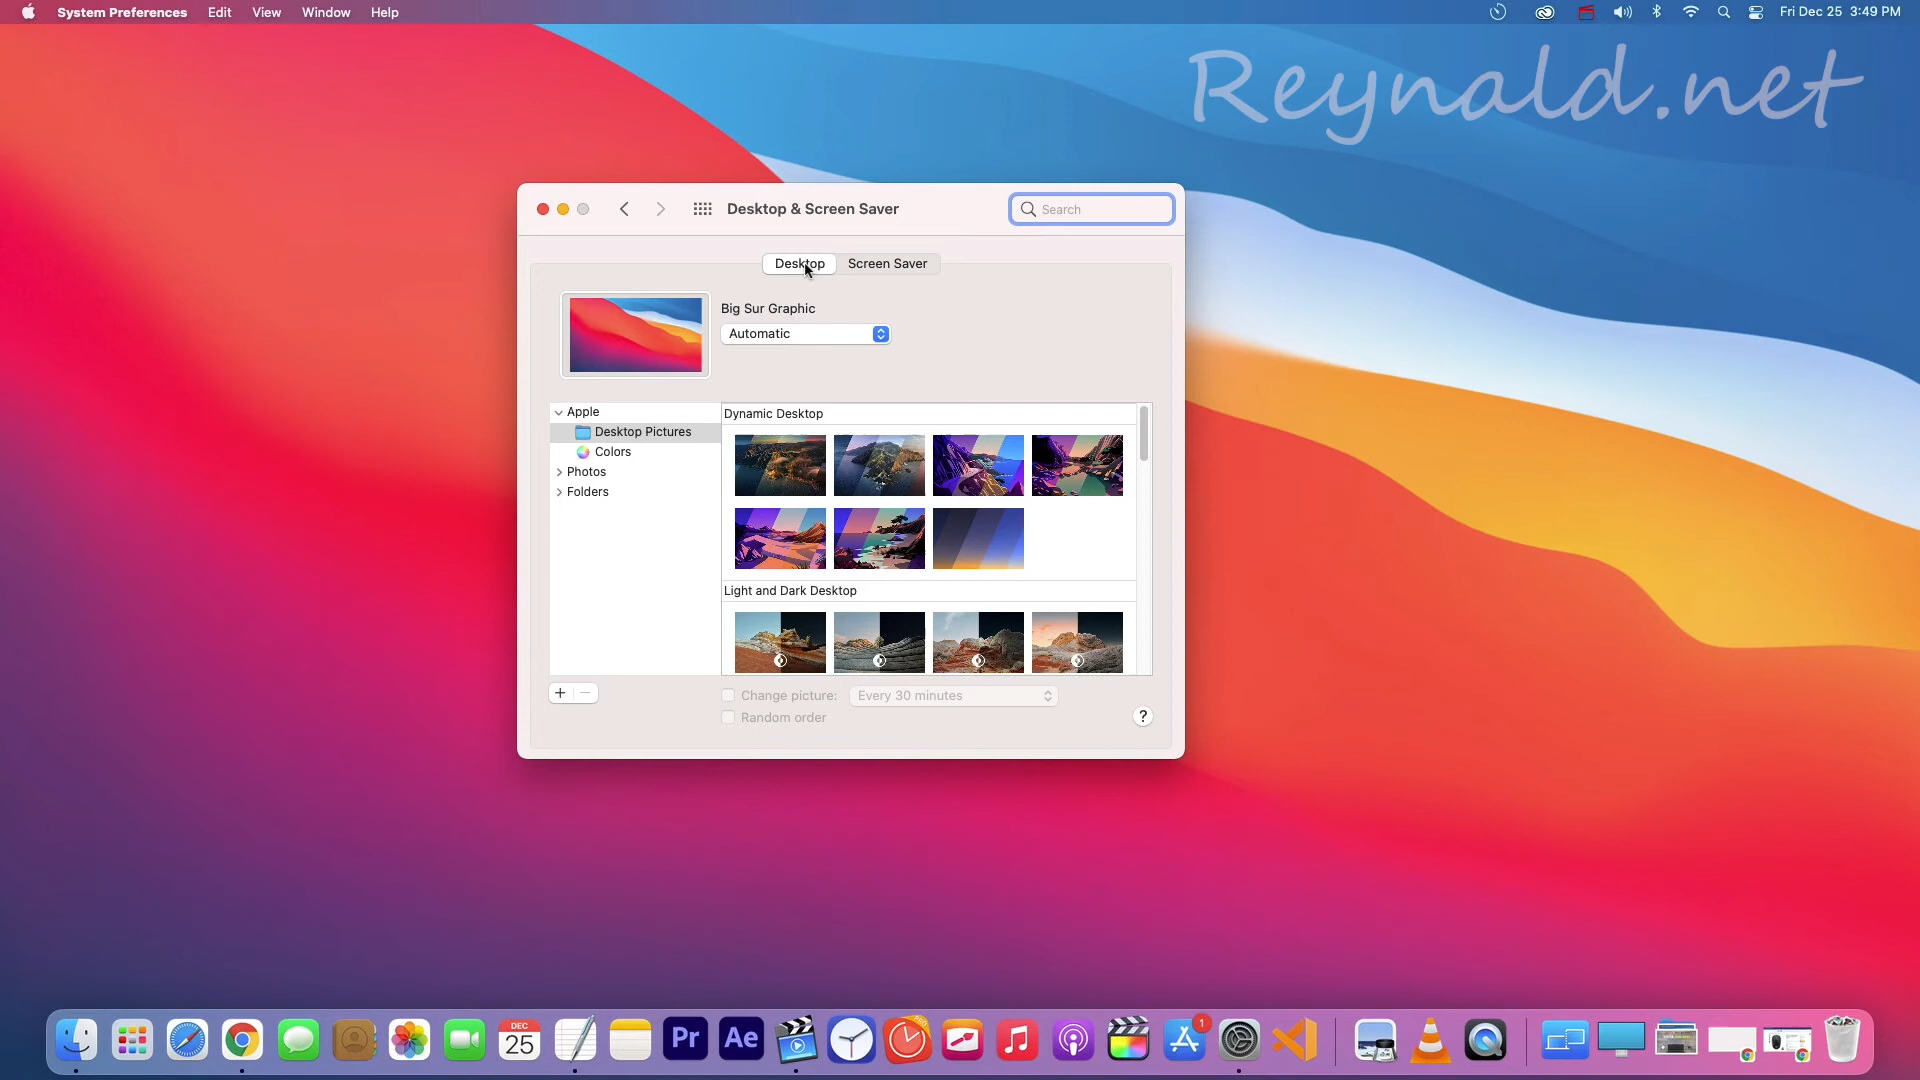 System Preferences Edit View Window Help
Fri Dec 25 3:49 PM
Reynald.net
Desktop & Screen Saver
Search
Desktop Screen Saver
Big Sur Graphic
Automatic
Apple
Desktop Pictures
Colors
Photos
Folders
Dynamic Desktop
Light and Dark Desktop
Change picture: Every 30 minutes
Random order
?
DEC
25
Pr
Ae
1